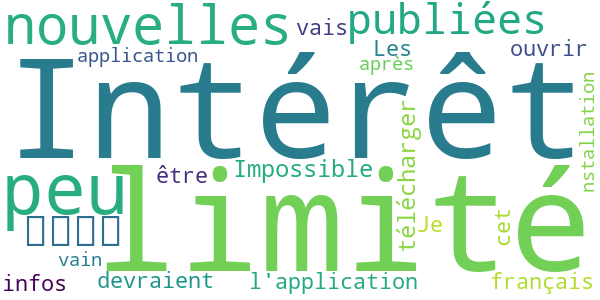 nouvelles vais publiées
application Les ouvrir
après
Intérêt
nstallation
télécharger
peu être Impossible
limité
Je cet
vain
infos devraient l'application français